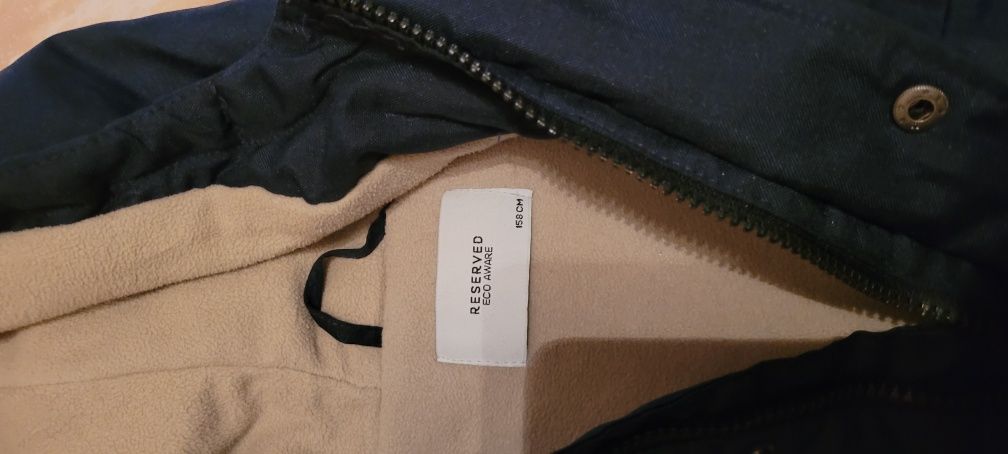 RESERVED
ECO AWARE
158 CM